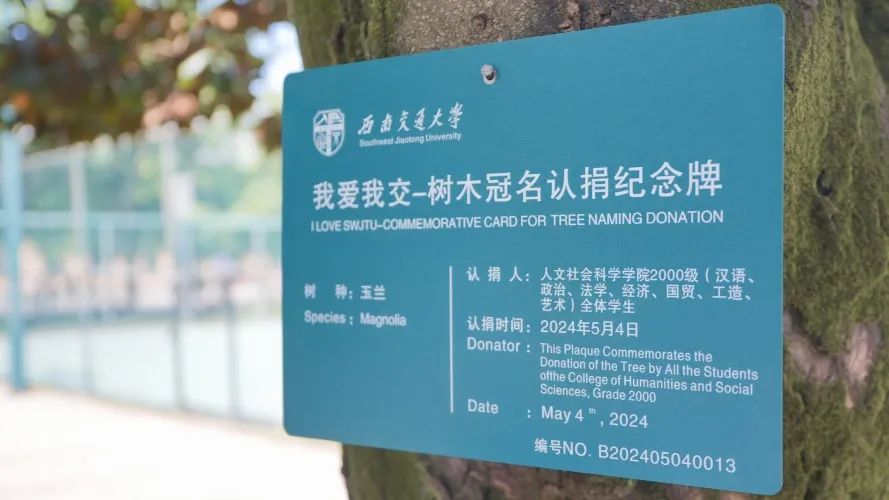 西南交通大学
Southwest Jiaotong University
我爱我交-树木冠名认捐纪念牌
I LOVE SWJTU-COMMEMORATIVE CARD FOR TREE NAMING DONATION
树 种：玉兰
Species：Magnolia
认 捐 人：人文社会科学学院2000级（汉语、
政治、法学、经济、国贸、工造、
艺术）全体学生
认捐时间：2024年5月4日
Donator：This Plaque Commemorates the
Donation of the Tree by All the Students
ofthe College of Humanities and Social
Sciences, Grade 2000
Date ：May 4 th , 2024
编号NO. B202405040013